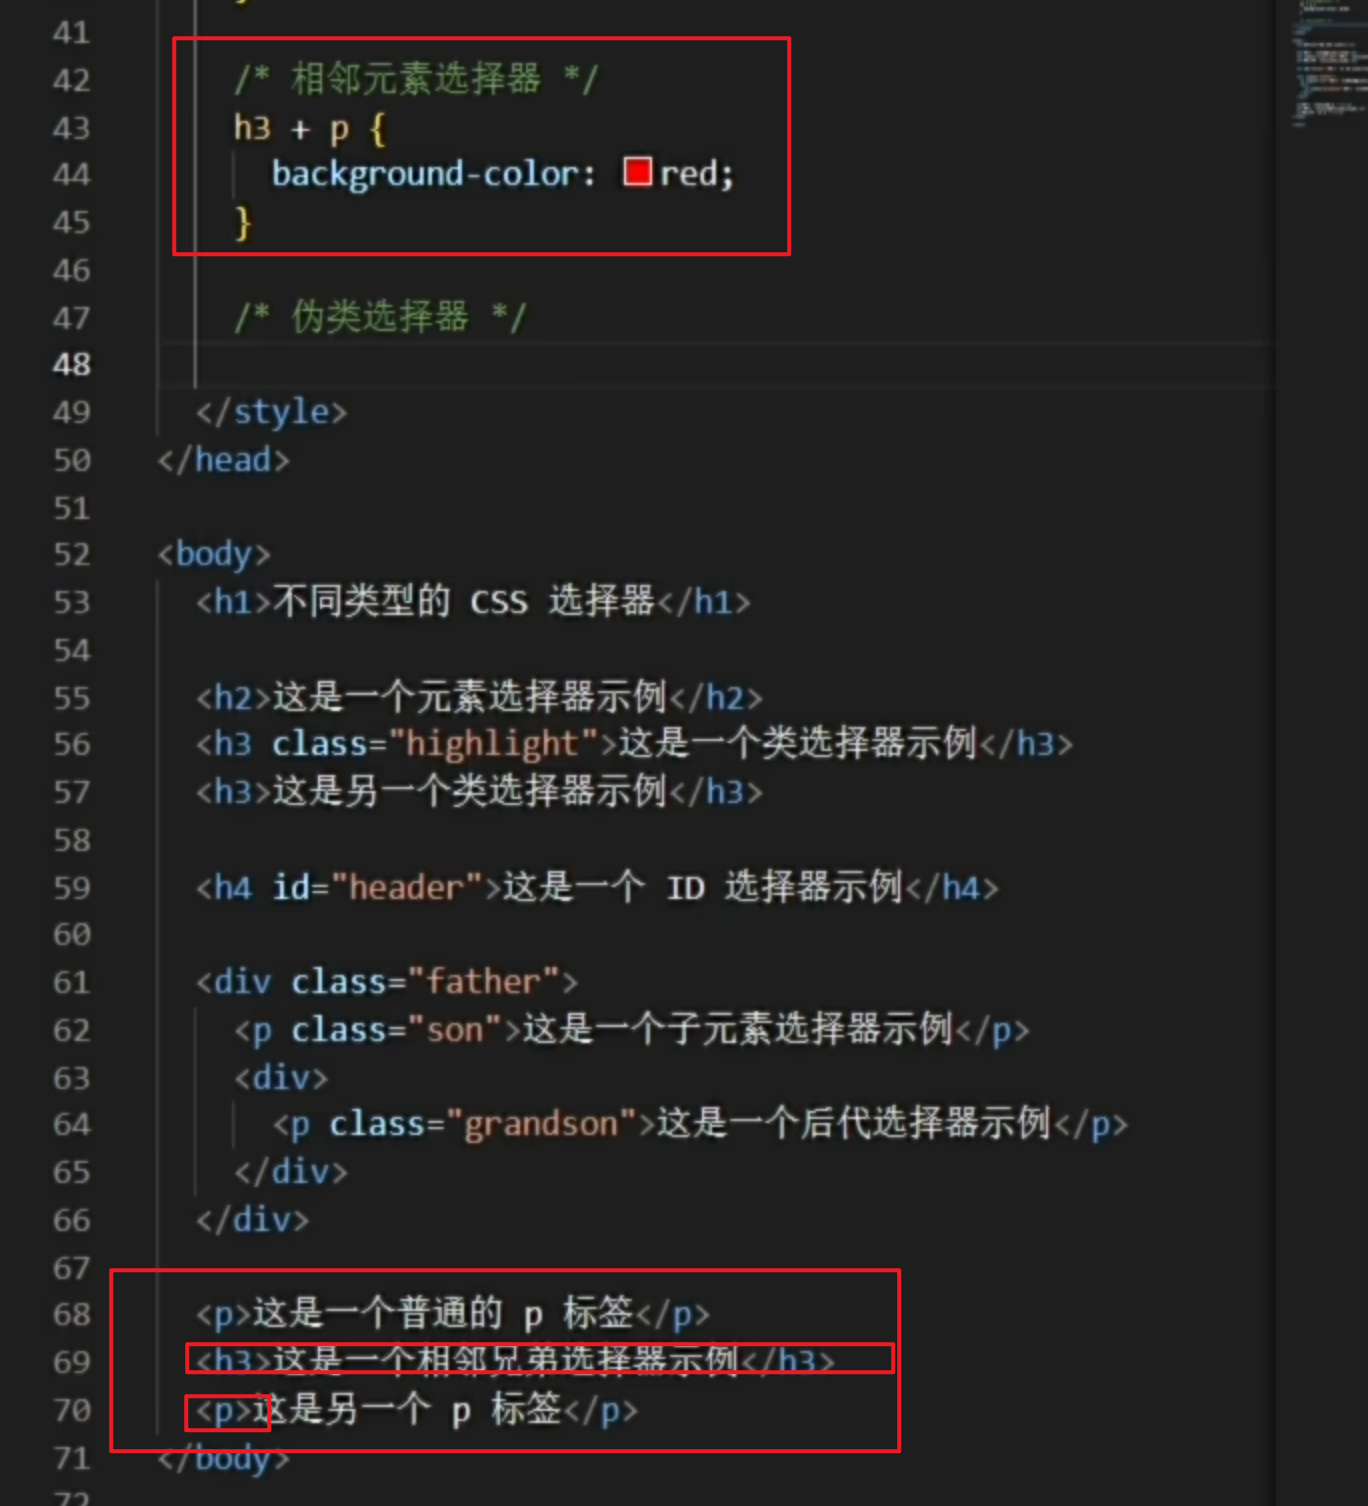 41
42 /* 相邻元素选择器 */
43 h3 + p {
44 background-color: red;
45 }
46
47 /* 伪类选择器 */
48
49 </style>
50 </head>
51
52 <body>
53 <h1>不同类型的 CSS 选择器</h1>
54
55 <h2>这是一个元素选择器示例</h2>
56 <h3 class="highlight">这是一个类选择器示例</h3>
57 <h3>这是另一个类选择器示例</h3>
58
59 <h4 id="header">这是一个 ID 选择器示例</h4>
60
61 <div class="father">
62 <p class="son">这是一个子元素选择器示例</p>
63 <div>
64 <p class="grandson">这是一个后代选择器示例</p>
65 </div>
66 </div>
67
68 <p>这是一个普通的 p 标签</p>
69 <h3>这是一个相邻兄弟选择器示例</h3>
70 <p>这是另一个 p 标签</p>
71 </body>
72